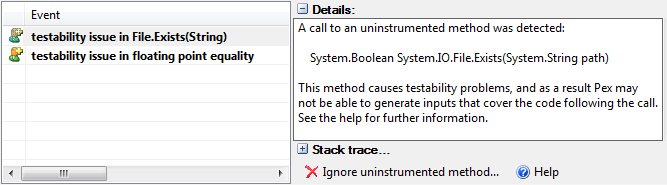 Event
testability issue in File.Exists(String)
testability issue in floating point equality
Details:
A call to an uninstrumented method was detected:
System.Boolean System.IO.File.Exists(System.String path)
This method causes testability problems, and as a result Pex may
not be able to generate inputs that cover the code following the call.
See the help for further information.
Stack trace...
Ignore uninstrumented method... Help